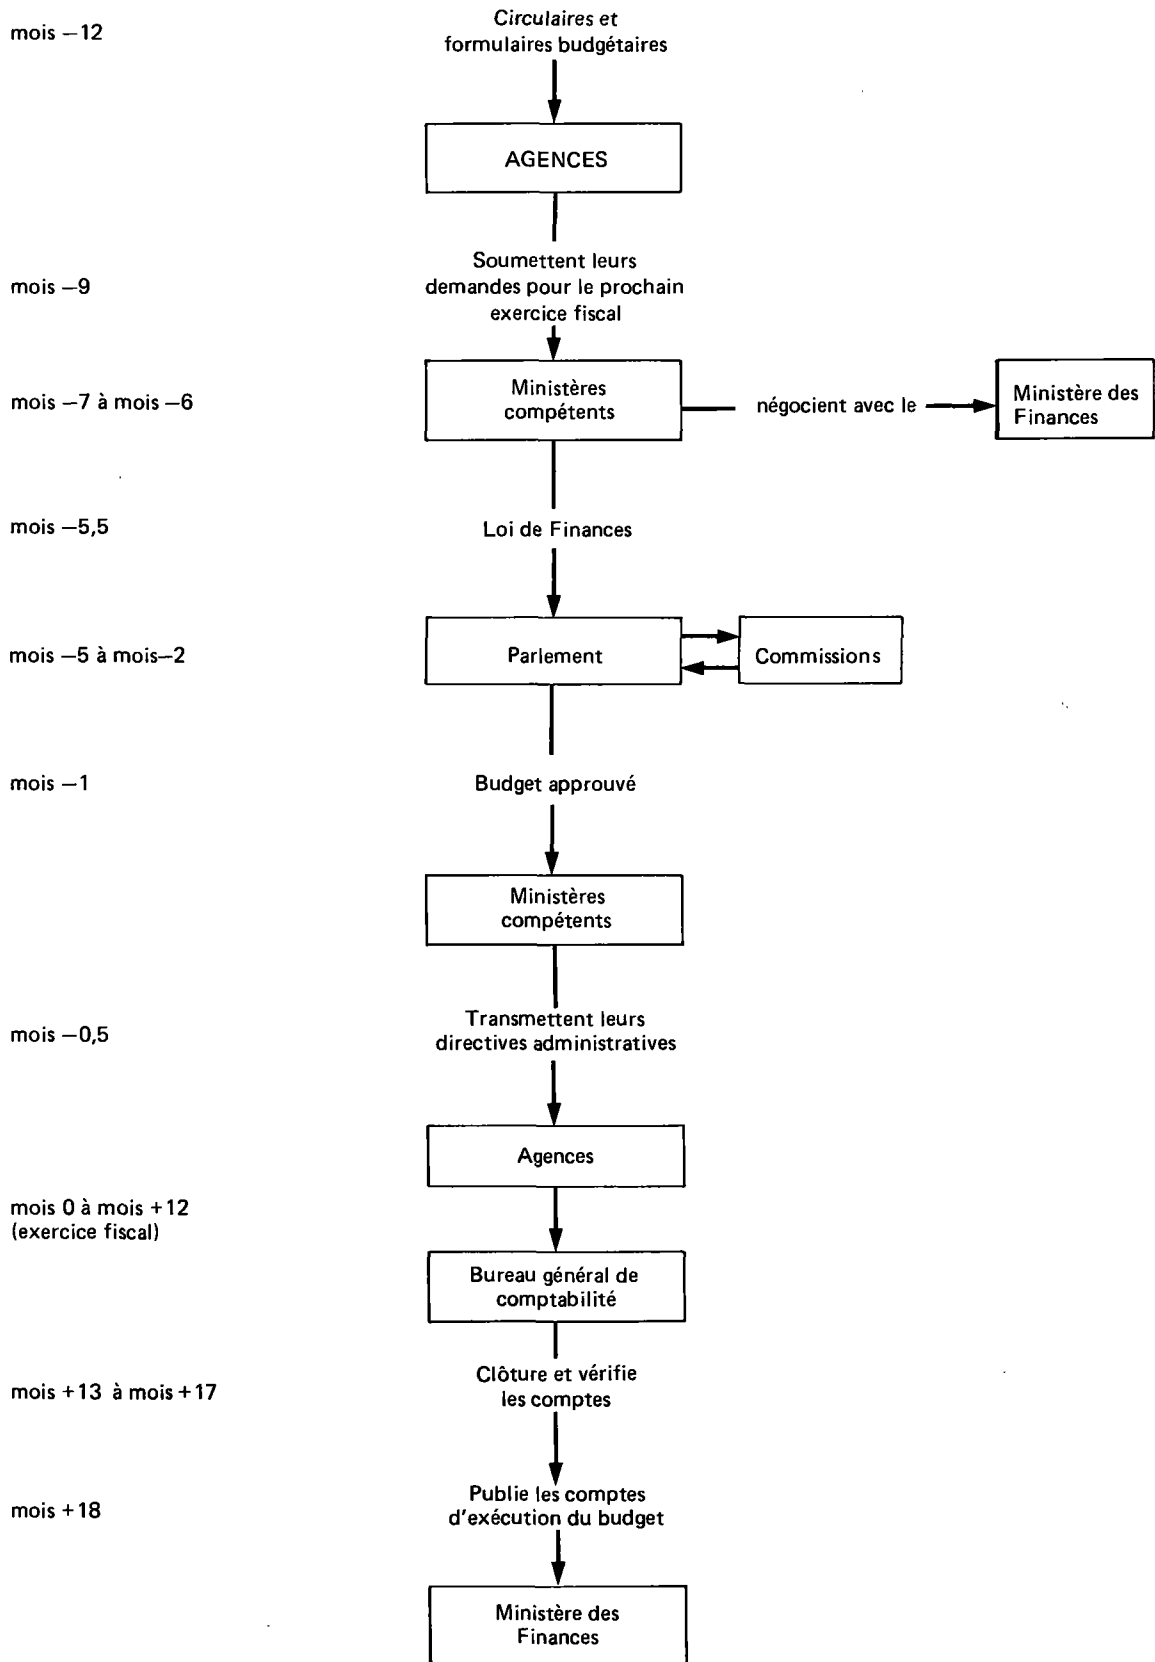 mois −12
Circulaires et
formulaires budgétaires
AGENCES
mois −9
Soumettent leurs
demandes pour le prochain
exercice fiscal
mois −7 à mois −6
Ministères
compétents
négocient avec le
Ministère des
Finances
mois −5,5
Loi de Finances
mois −5 à mois−2
Parlement
Commissions
mois −1
Budget approuvé
Ministères
compétents
mois −0,5
Transmettent leurs
directives administratives
Agences
mois 0 à mois +12
(exercice fiscal)
Bureau général de
comptabilité
mois +13 à mois +17
Clôture et vérifie
les comptes
mois +18
Publie les comptes
d'exécution du budget
Ministère des
Finances